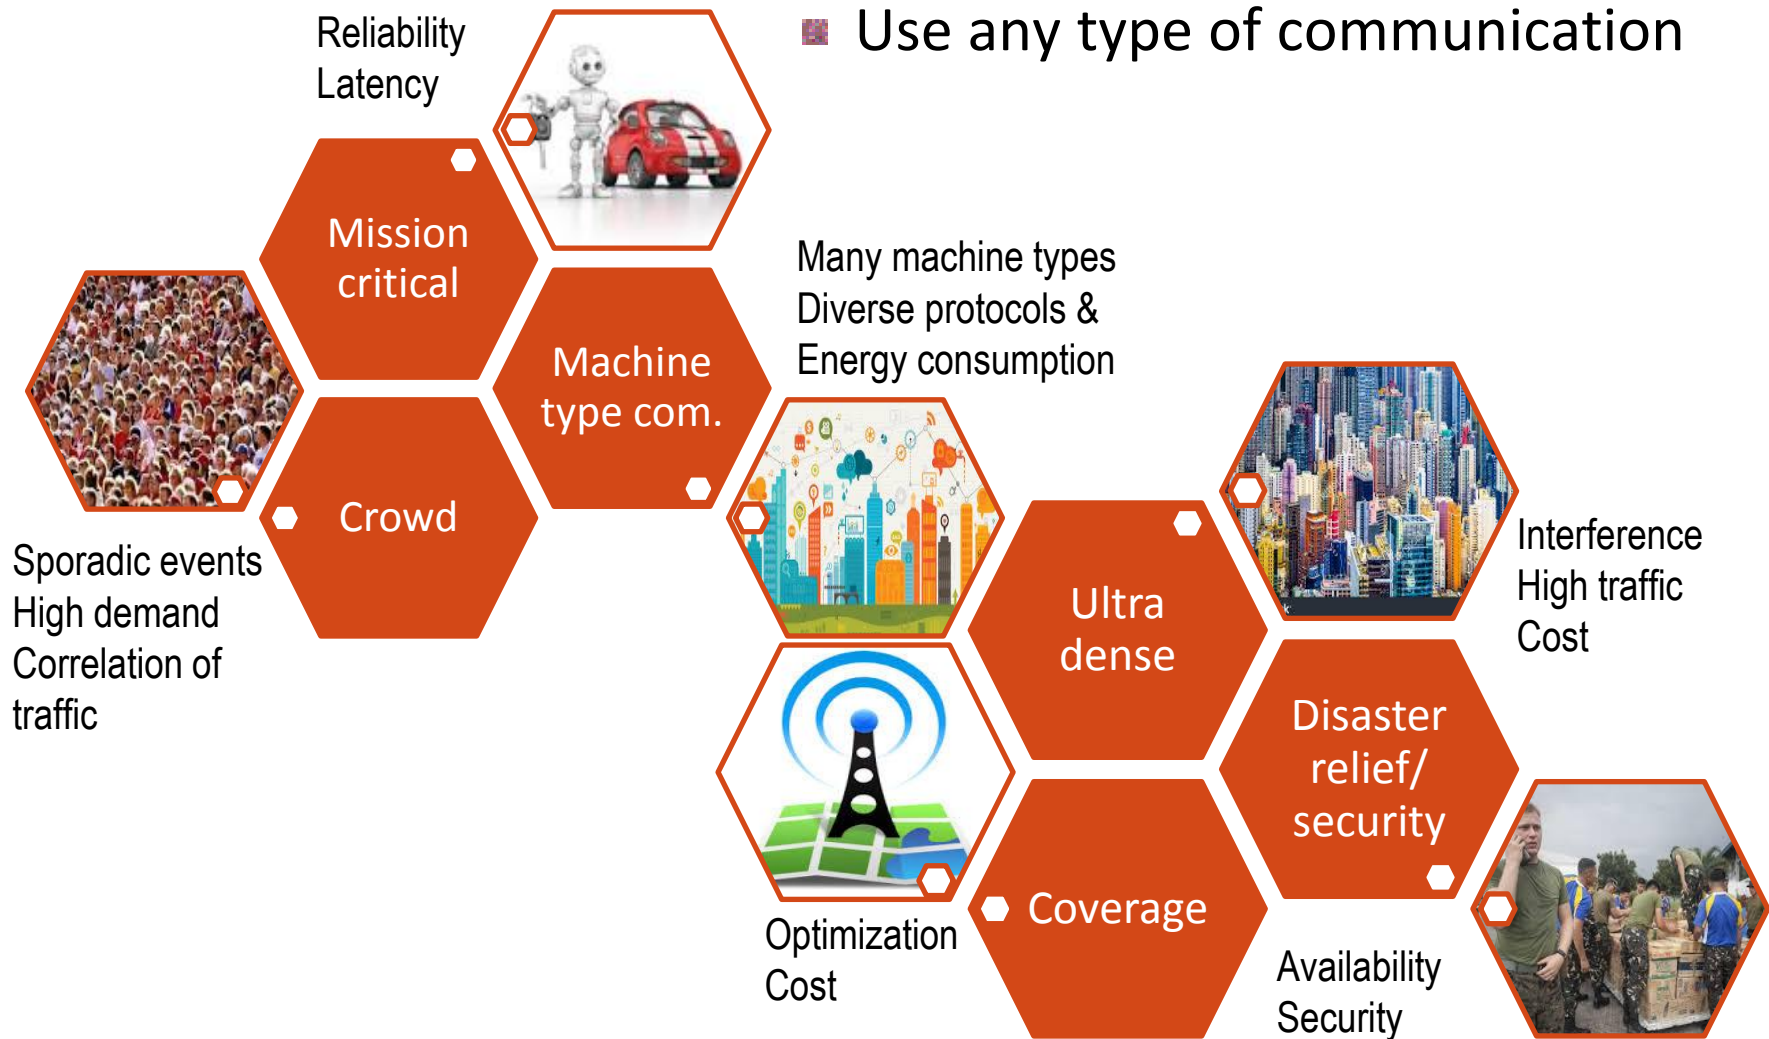 Use any type of communication
Reliability
Latency
Mission
critical
Many machine types
Diverse protocols &
Energy consumption
Machine
type com.
Crowd
Sporadic events
High demand
Correlation of
traffic
Interference
High traffic
Cost
Ultra
dense
Disaster
relief/
security
Coverage
Optimization
Cost
Availability
Security